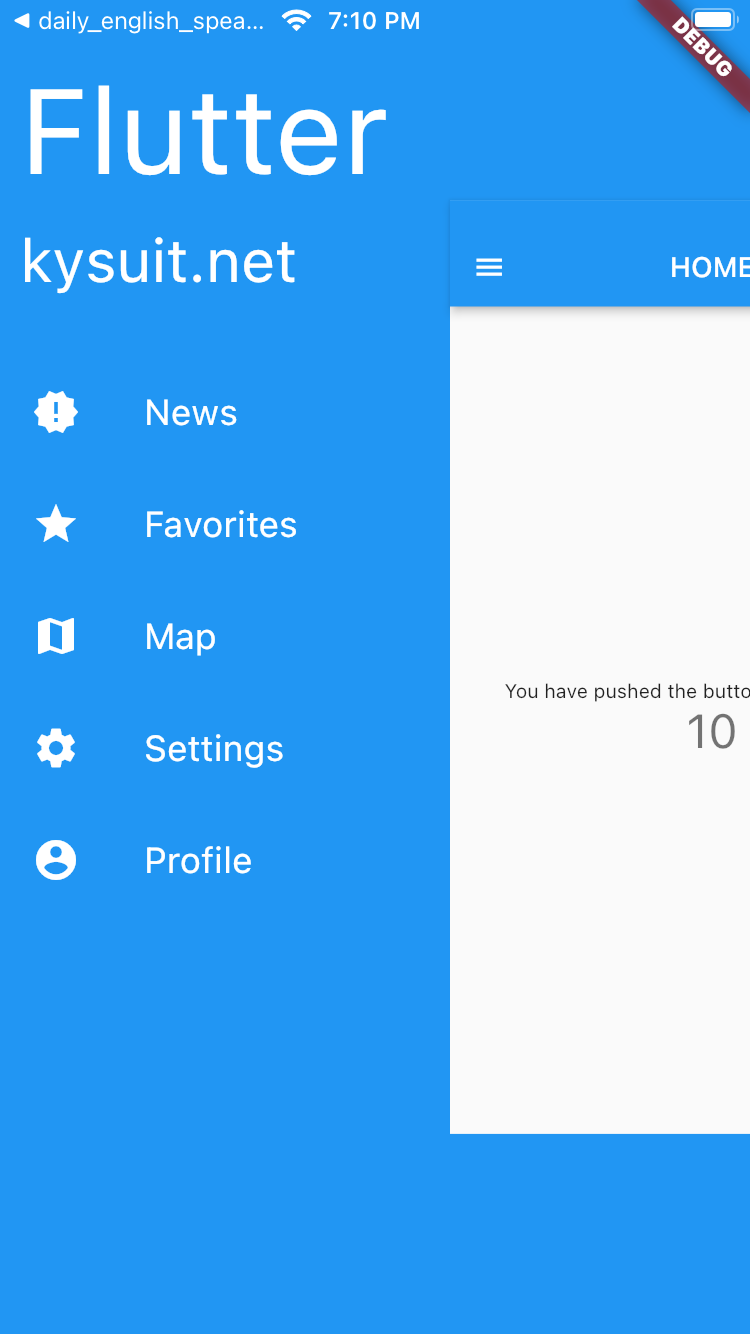 daily_english_spea... 7:10 PM
DEBUG
Flutter
kysuit.net
HOME
News
Favorites
Map
You have pushed the butto
10
Settings
Profile